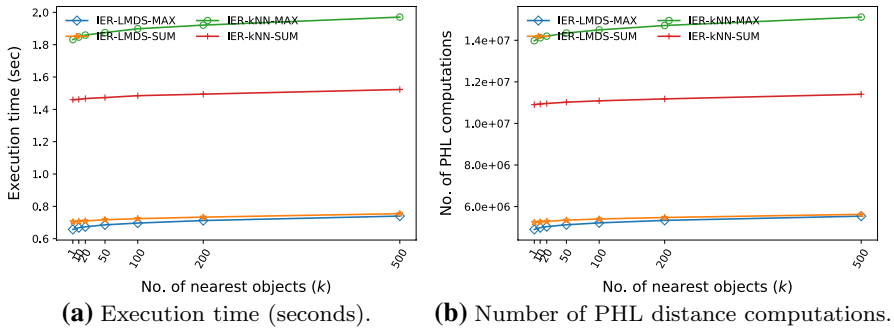 IER-LMDS-MAX IER-kNN-MAX
IER-LMDS-SUM IER-kNN-SUM
2.0
1.8
1.6
1.4
1.2
1.0
0.8
0.6
Execution time (sec)
1 10 20 50 100 200 500
No. of nearest objects (k)
(a) Execution time (seconds).
IER-LMDS-MAX IER-kNN-MAX
IER-LMDS-SUM IER-kNN-SUM
1.4e+07
1.2e+07
1.0e+07
8.0e+06
6.0e+06
No. of PHL computations
1 10 20 50 100 200 500
No. of nearest objects (k)
(b) Number of PHL distance computations.